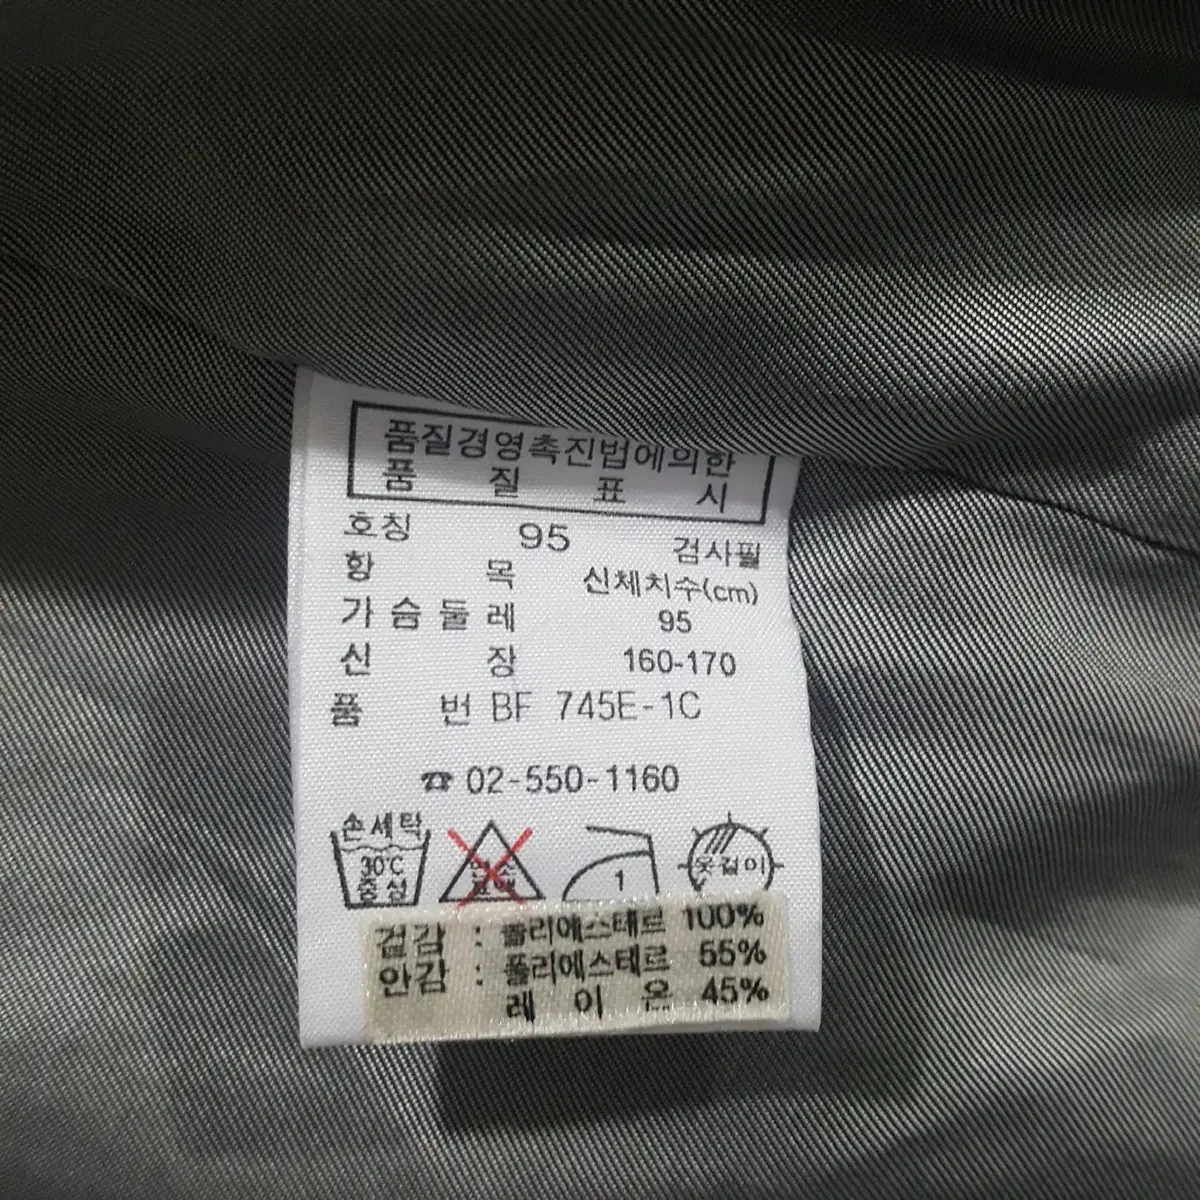 품질경영촉진법에의한
품 질 표 시
호칭 95 검사필
항 목 신체치수(cm)
가슴둘레 95
신 장 160-170
품 번 BF 745E-1C
☎ 02-550-1160
손세탁
30℃
중성
염소
표백
1
옷걸이
겉감 : 폴리에스테르 100%
안감 : 폴리에스테르 55%
레 이 온 45%